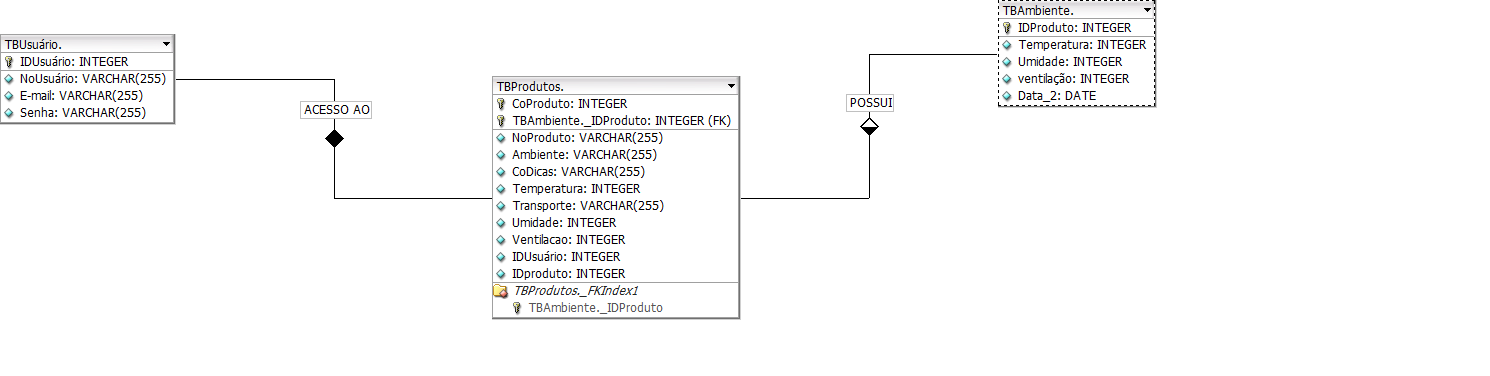 TBUsuário.
IDUsuário: INTEGER
NoUsuário: VARCHAR(255)
E-mail: VARCHAR(255)
Senha: VARCHAR(255)
ACESSO AO
TBProdutos.
CoProduto: INTEGER
TBAmbiente._IDProduto: INTEGER (FK)
NoProduto: VARCHAR(255)
Ambiente: VARCHAR(255)
CoDicas: VARCHAR(255)
Temperatura: INTEGER
Transporte: VARCHAR(255)
Umidade: INTEGER
Ventilacao: INTEGER
IDUsuário: INTEGER
IDproduto: INTEGER
TBProdutos._FKIndex1
TBAmbiente._IDProduto
POSSUI
TBAmbiente.
IDProduto: INTEGER
Temperatura: INTEGER
Umidade: INTEGER
ventilação: INTEGER
Data_2: DATE